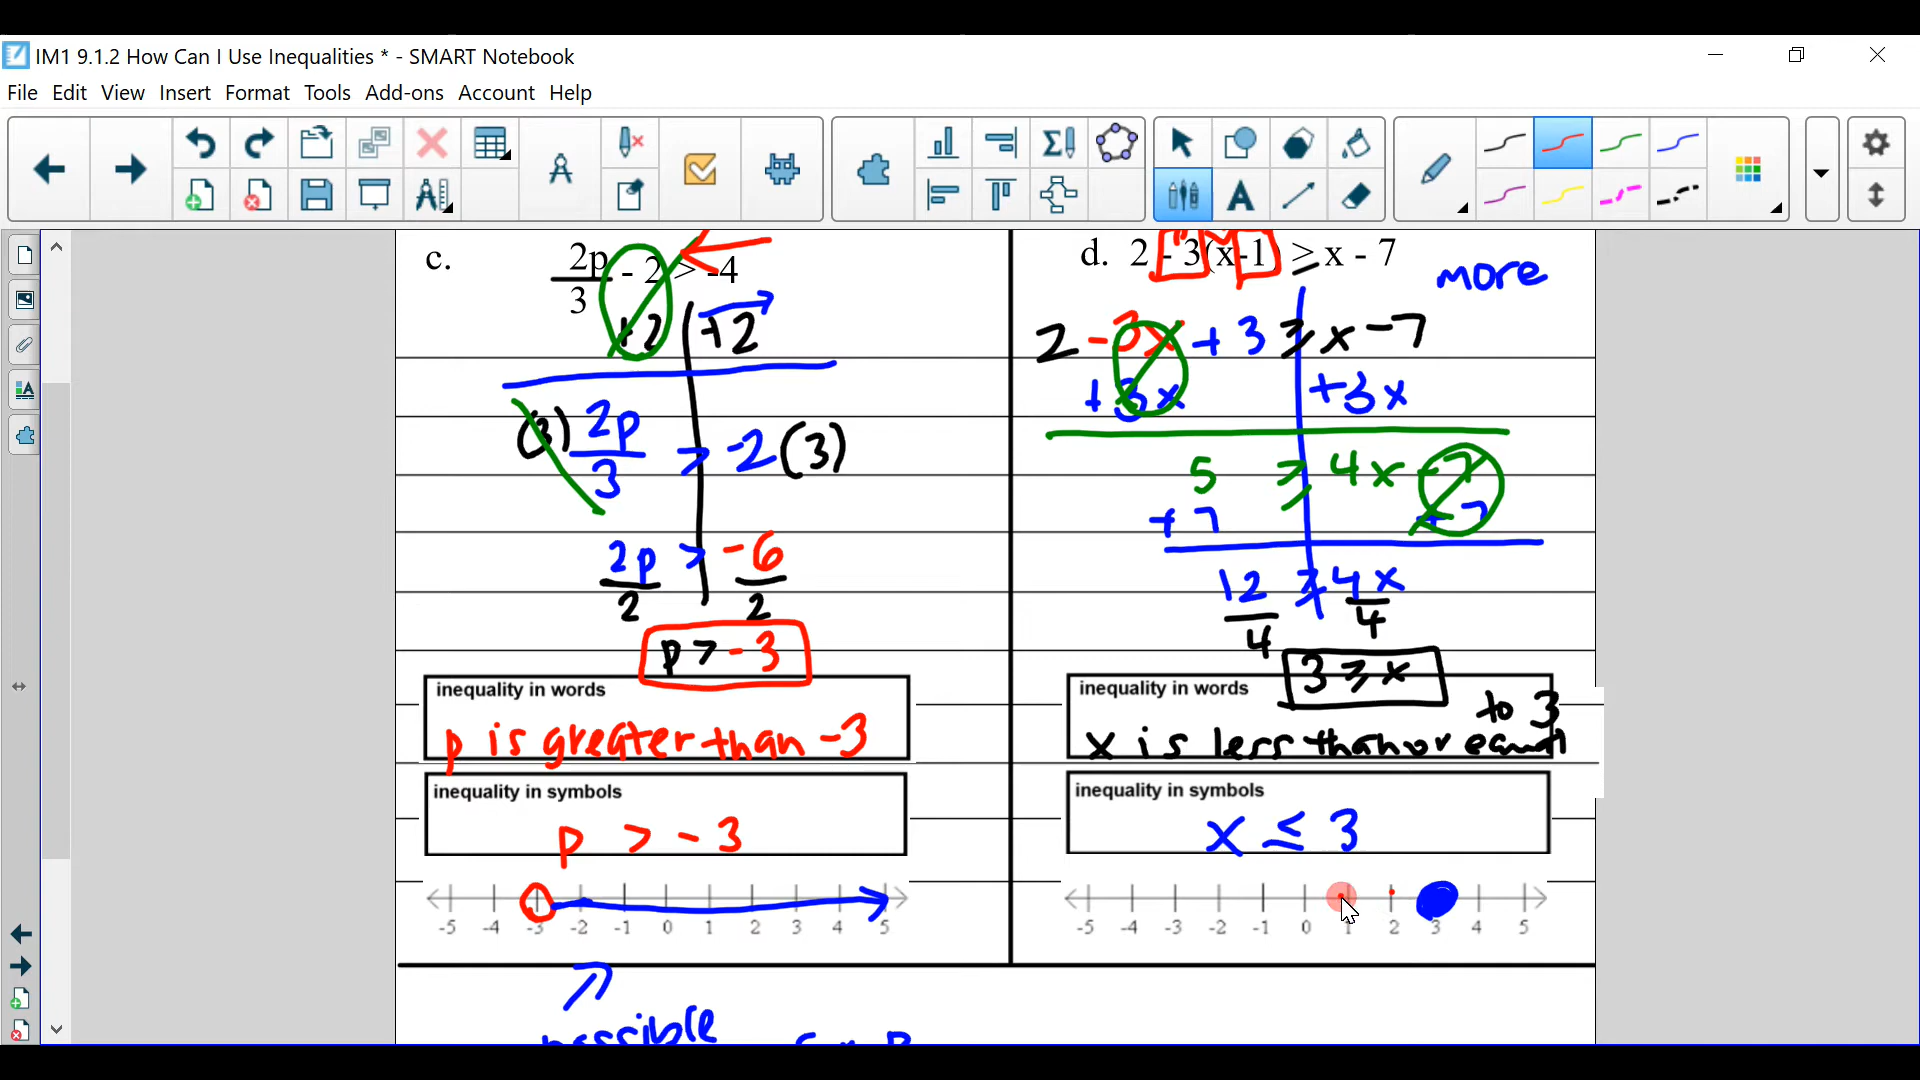 IM1 9.1.2 How Can I Use Inequalities * - SMART Notebook
File Edit View Insert Format Tools Add-ons Account Help
c.
2p/3 - 2 > -4
+2 +2
(3) 2p/3 > -2 (3)
2p/2 > -6/2
p > -3
inequality in words
p is greater than -3
inequality in symbols
p > -3
-5 -4 -3 -2 -1 0 1 2 3 4 5
possible
d. 2 - 3(x-1) ≥ x - 7
more
2 -3x +3 ≥ x -7
+3x +3x
5 ≥ 4x -7
+7 +7
12/4 ≥ 4x/4
3 ≥ x
inequality in words
to 3
x is less than or equal
inequality in symbols
x ≤ 3
-5 -4 -3 -2 -1 0 1 2 3 4 5